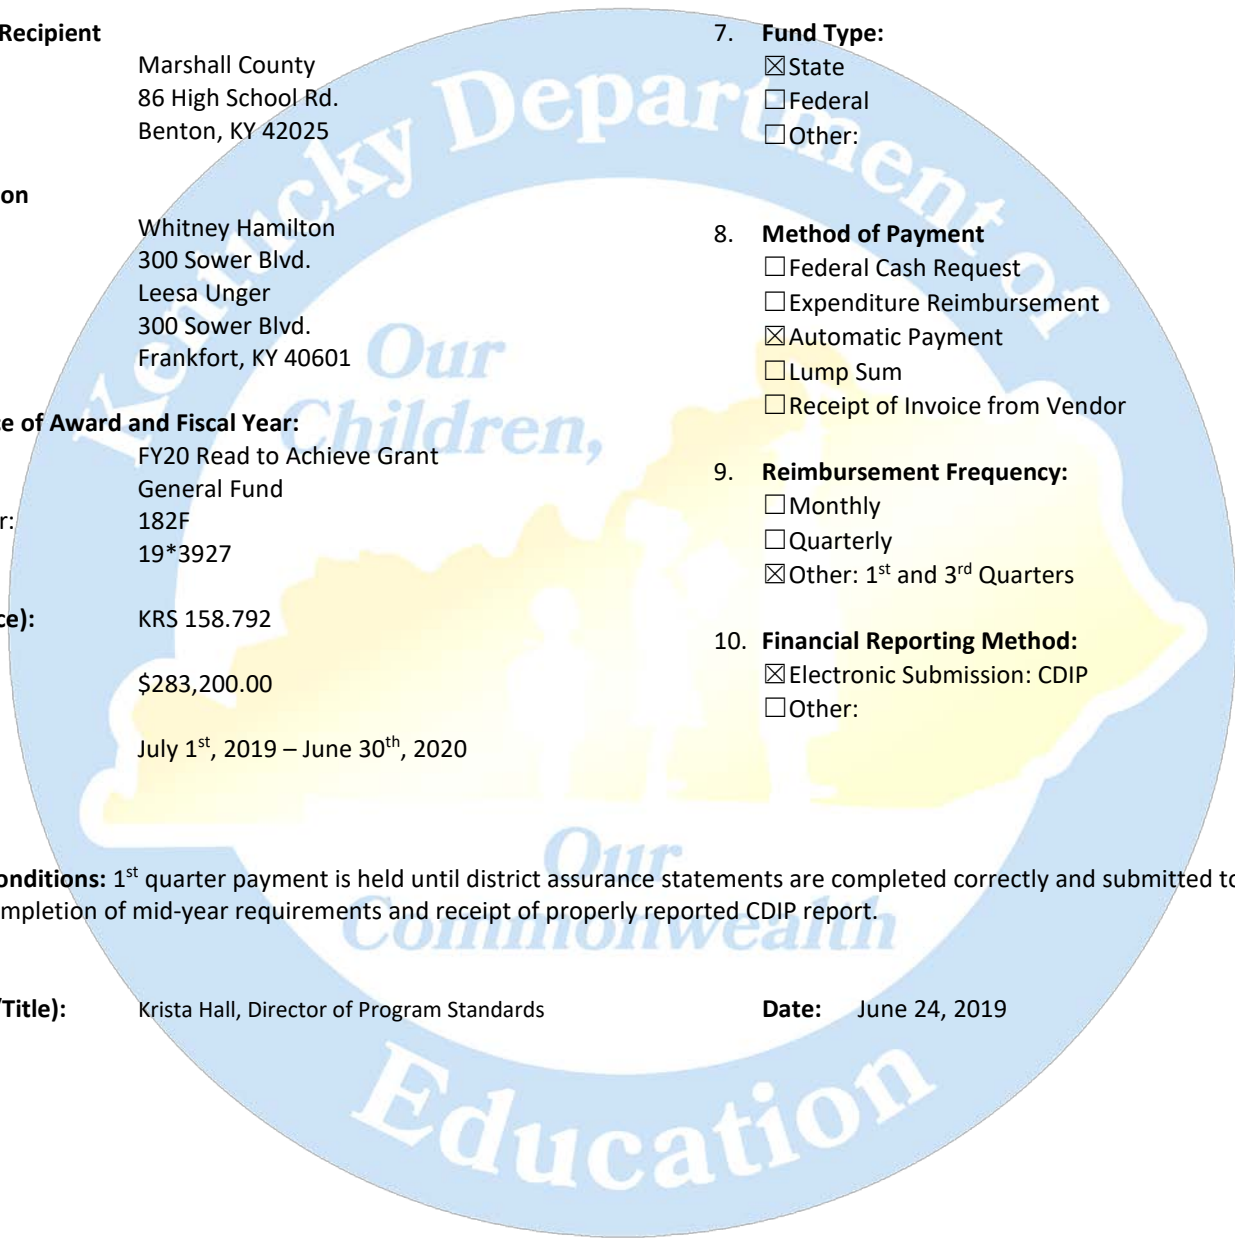 Recipient
Marshall County
86 High School Rd.
Benton, KY 42025
on
Whitney Hamilton
300 Sower Blvd.
Leesa Unger
300 Sower Blvd.
Frankfort, KY 40601
e of Award and Fiscal Year:
FY20 Read to Achieve Grant
General Fund
r: 182F
19*3927
ce): KRS 158.792
$283,200.00
July 1st, 2019 – June 30th, 2020
7. Fund Type:
☒State
☐Federal
☐Other:
8. Method of Payment
☐Federal Cash Request
☐Expenditure Reimbursement
☒Automatic Payment
☐Lump Sum
☐Receipt of Invoice from Vendor
9. Reimbursement Frequency:
☐Monthly
☐Quarterly
☒Other: 1st and 3rd Quarters
10. Financial Reporting Method:
☒Electronic Submission: CDIP
☐Other:
onditions: 1st quarter payment is held until district assurance statements are completed correctly and submitted to
mpletion of mid-year requirements and receipt of properly reported CDIP report.
/Title): Krista Hall, Director of Program Standards Date: June 24, 2019
Kentucky Department of
Education
Our
Children,
Our
Commonwealth